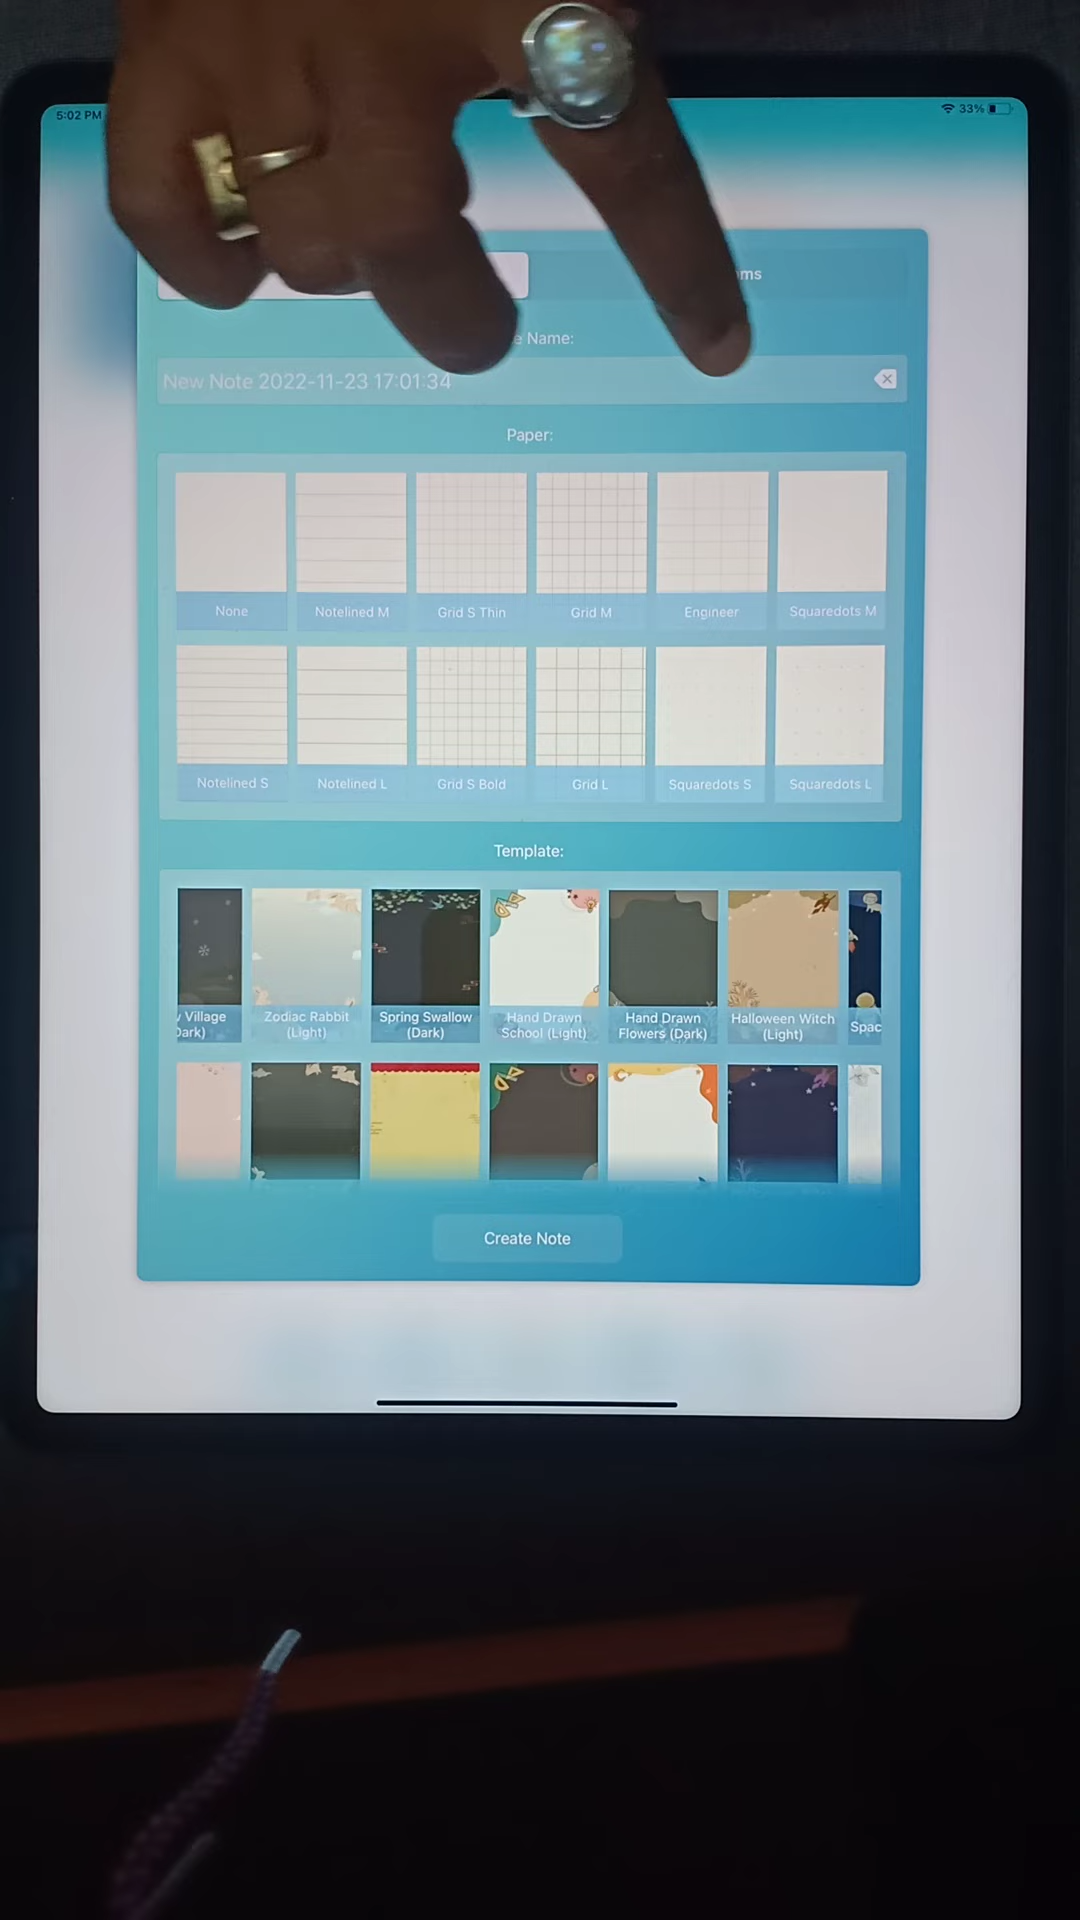 5:02 PM
33%
Name:
New Note 2022-11-23 17:01:34
Paper:
None
Notelined M
Grid S Thin
Grid M
Engineer
Squaredots M
Notelined S
Notelined L
Grid S Bold
Grid L
Squaredots S
Squaredots L
Template:
Village
Dark)
Zodiac Rabbit
(Light)
Spring Swallow
(Dark)
Hand Drawn
School (Light)
Hand Drawn
Flowers (Dark)
Halloween Witch
(Light)
Spac
Create Note